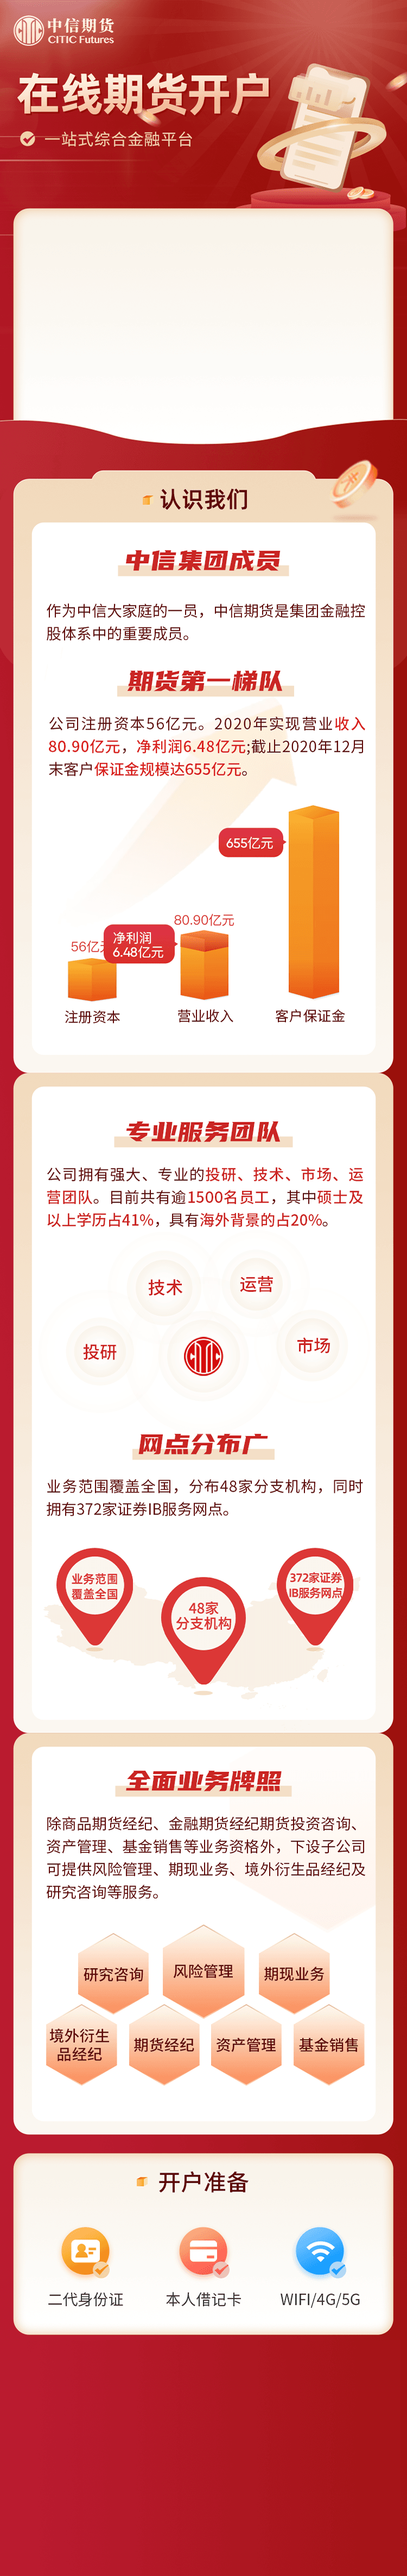 中信期货
CITIC Futures
在线期货开户
一站式综合金融平台
认识我们
中信集团成员
作为中信大家庭的一员，中信期货是集团金融控
股体系中的重要成员。
期货第一梯队
公司注册资本56亿元。2020年实现营业收入
80.90亿元，净利润6.48亿元;截止2020年12月
末客户保证金规模达655亿元。
655亿元
80.90亿元
56亿
净利润
6.48亿元
注册资本
营业收入
客户保证金
专业服务团队
公司拥有强大、专业的投研、技术、市场、运
营团队。目前共有逾1500名员工，其中硕士及
以上学历占41%，具有海外背景的占20%。
技术
运营
投研
市场
网点分布广
业务范围覆盖全国，分布48家分支机构，同时
拥有372家证券IB服务网点。
业务范围
覆盖全国
48家
分支机构
372家证券
IB服务网点
全面业务牌照
除商品期货经纪、金融期货经纪期货投资咨询、
资产管理、基金销售等业务资格外，下设子公司
可提供风险管理、期现业务、境外衍生品经纪及
研究咨询等服务。
研究咨询
风险管理
期现业务
境外衍生
品经纪
期货经纪
资产管理
基金销售
开户准备
二代身份证
本人借记卡
WIFI/4G/5G